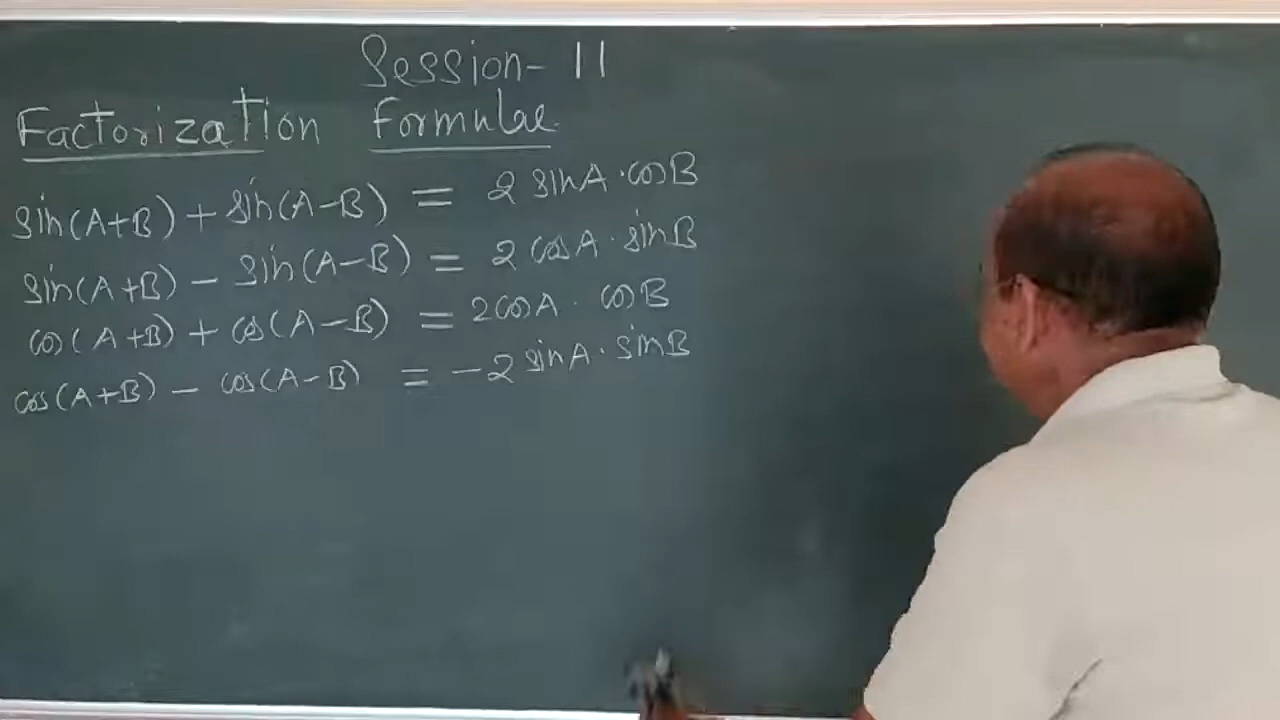 Session- 11
Factorization Formulae
sin(A+B) + sin(A-B) = 2 sinA · cosB
sin(A+B) - sin(A-B) = 2 cosA · sinB
cos(A+B) + cos(A-B) = 2cosA · cosB
cos(A+B) - cos(A-B) = -2 sinA · sinB